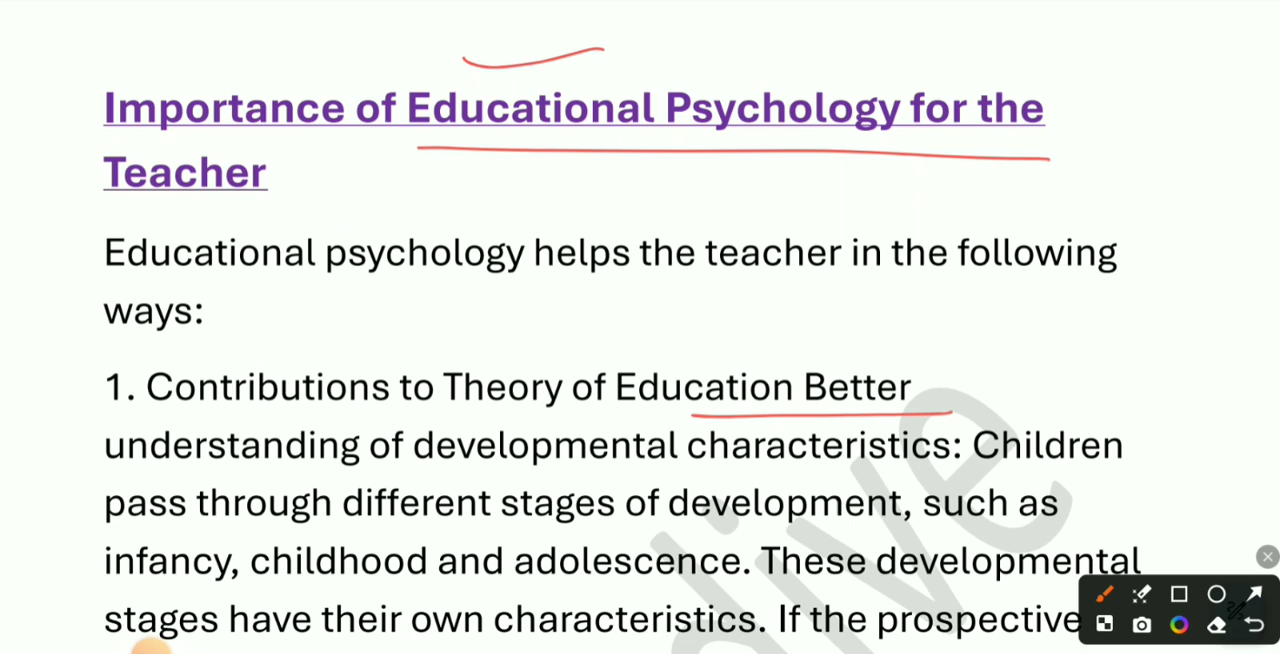 Importance of Educational Psychology for the
Teacher
Educational psychology helps the teacher in the following
ways:
1. Contributions to Theory of Education Better
understanding of developmental characteristics: Children
pass through different stages of development, such as
infancy, childhood and adolescence. These developmental
stages have their own characteristics. If the prospective